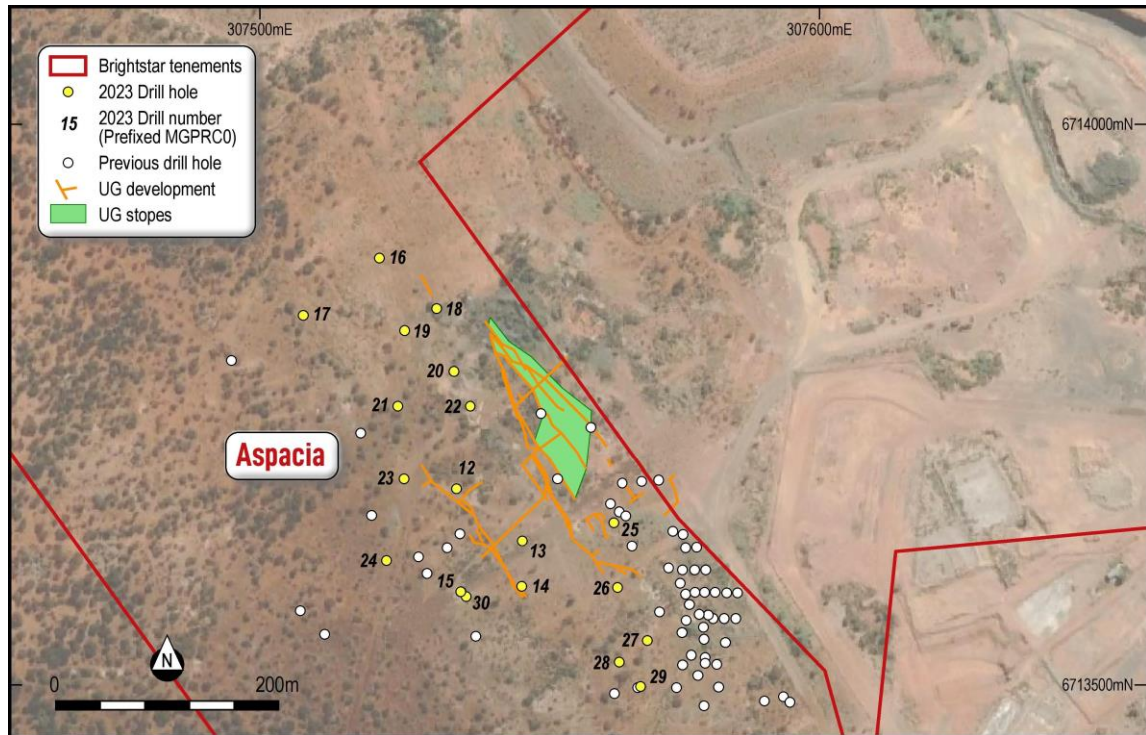 307500mE
307600mE
Brightstar tenements
2023 Drill hole
15
2023 Drill number
(Prefixed MGPRC0)
Previous drill hole
UG development
UG stopes
6714000mN
16
17
18
19
20
21
22
Aspacia
23
12
25
13
24
15
30
14
26
27
28
29
N
0
200m
6713500mN